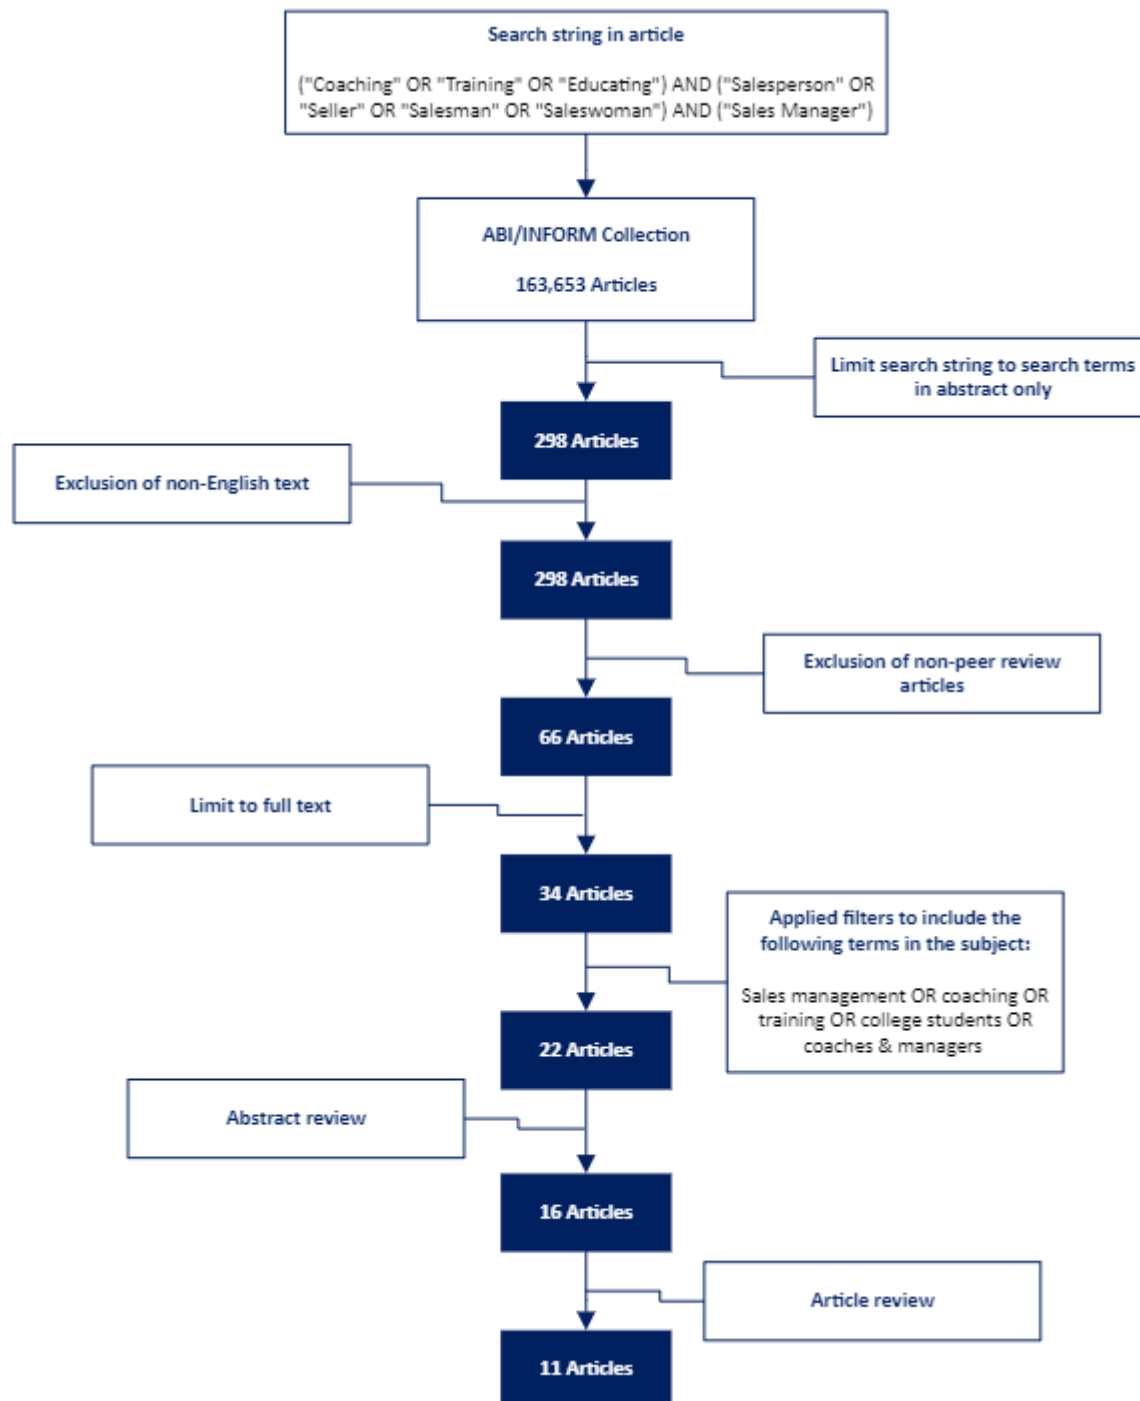 Search string in article
("Coaching" OR "Training" OR "Educating") AND ("Salesperson" OR
"Seller" OR "Salesman" OR "Saleswoman") AND ("Sales Manager")
ABI/INFORM Collection
163,653 Articles
Limit search string to search terms
in abstract only
298 Articles
Exclusion of non-English text
298 Articles
Exclusion of non-peer review
articles
66 Articles
Limit to full text
34 Articles
Applied filters to include the
following terms in the subject:
Sales management OR coaching OR
training OR college students OR
coaches & managers
22 Articles
Abstract review
16 Articles
Article review
11 Articles